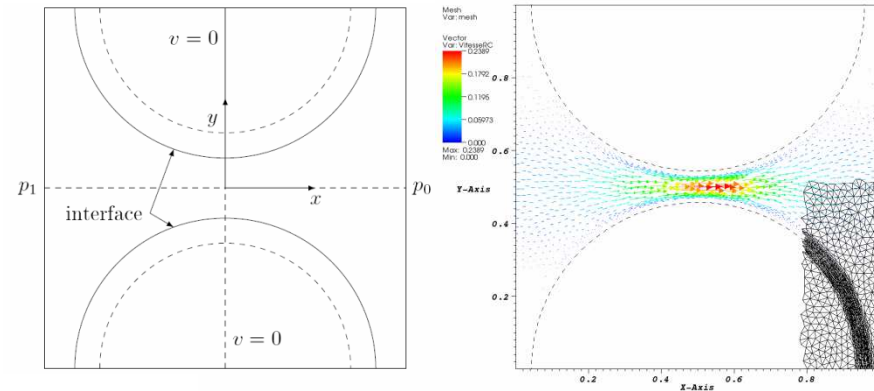 v = 0
y
p₁
p₀
x
interface
v = 0
Mesh
Var: mesh
Vector
Var: VitesseRC
0.2389
0.1792
0.1195
0.05973
0.000
Max: 0.2389
Min: 0.000
0.8
0.6
Y-Axis
0.4
0.2
0.2
0.4
0.6
0.8
X-Axis